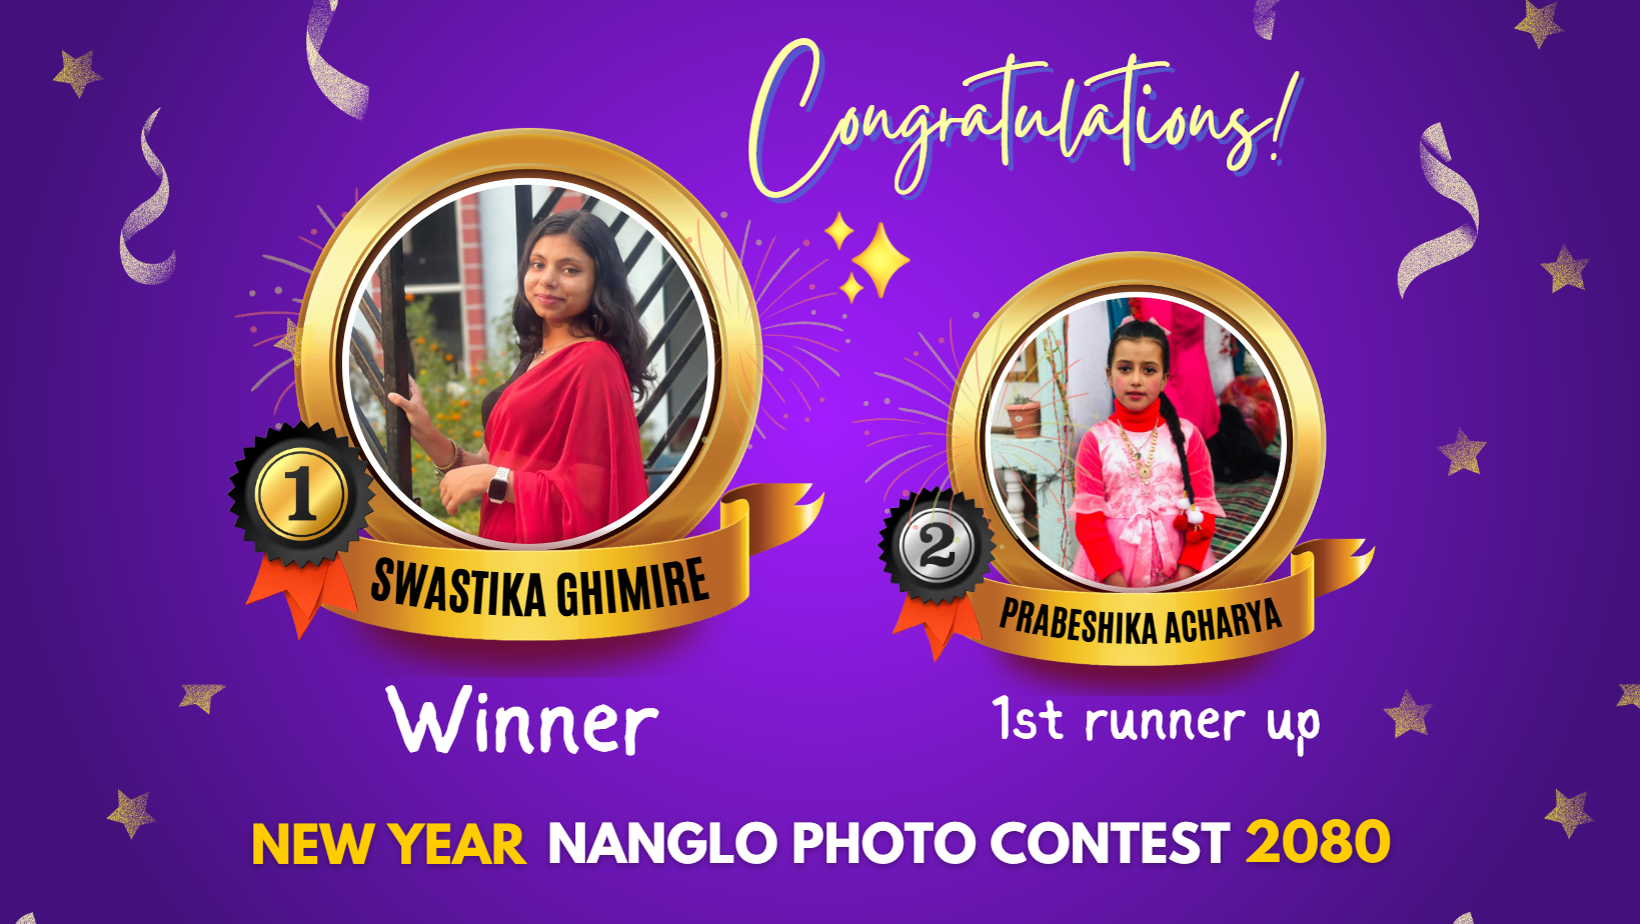 Congratulations!
1
SWASTIKA GHIMIRE
Winner
2
PRABESHIKA ACHARYA
1st runner up
NEW YEAR NANGLO PHOTO CONTEST 2080